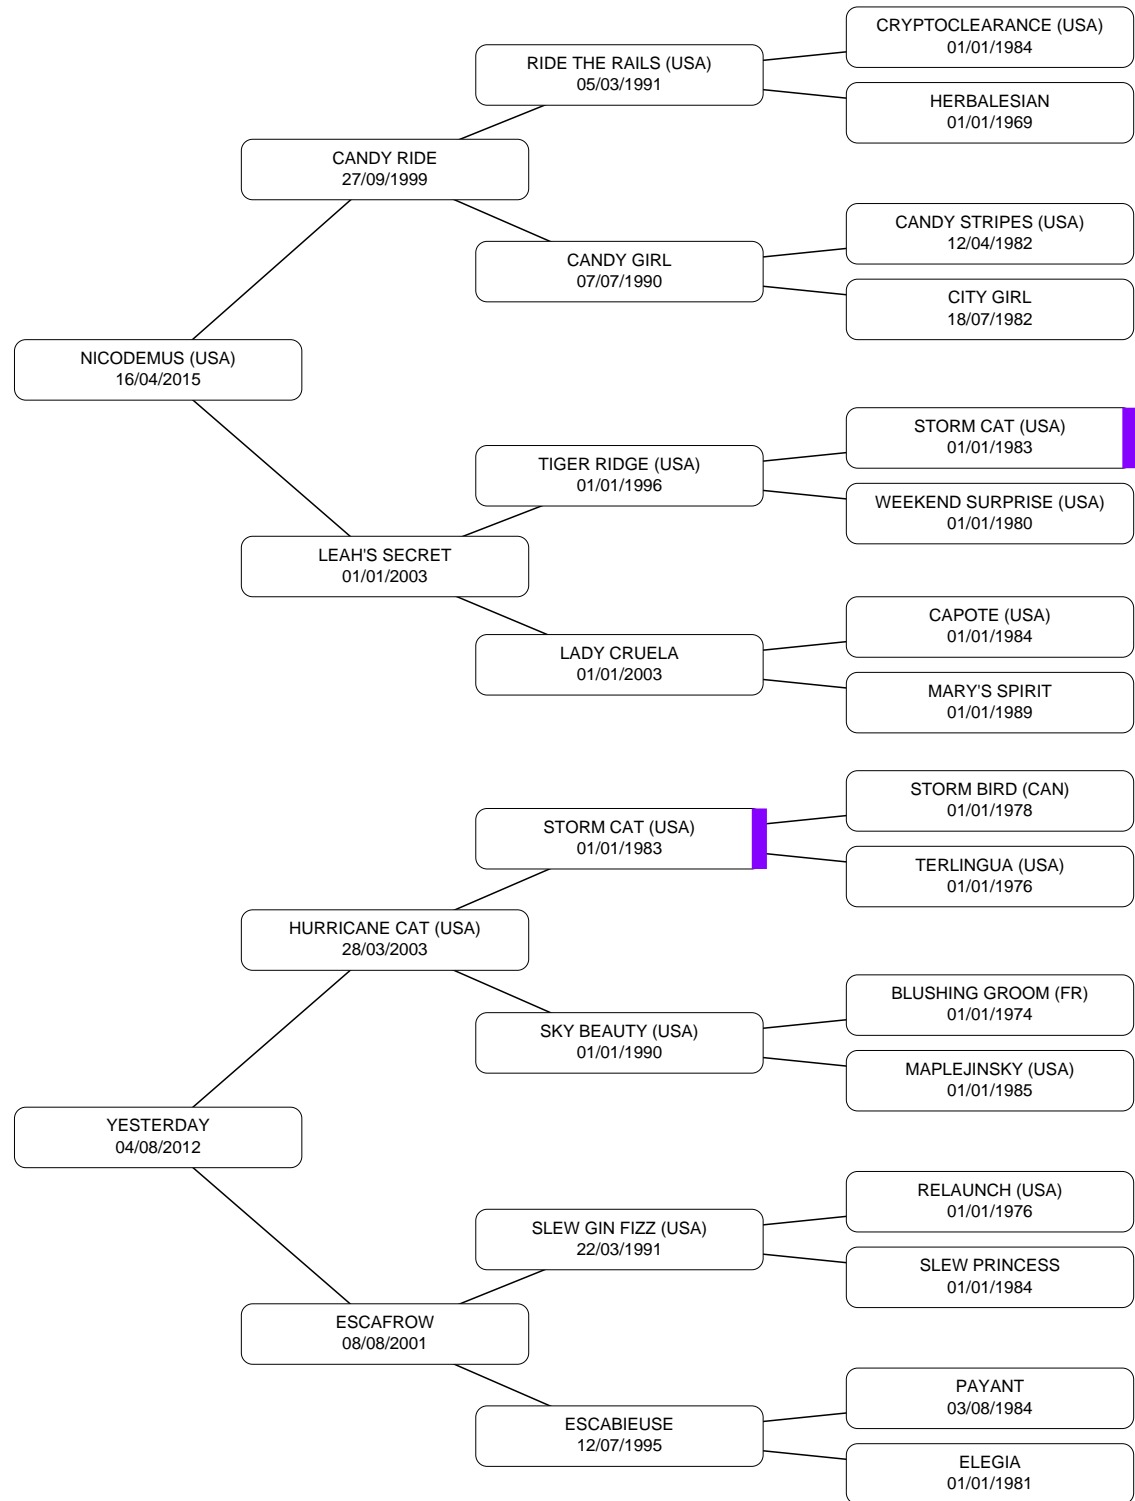 CRYPTOCLEARANCE (USA)
01/01/1984
RIDE THE RAILS (USA)
05/03/1991
HERBALESIAN
01/01/1969
CANDY RIDE
27/09/1999
CANDY STRIPES (USA)
12/04/1982
CANDY GIRL
07/07/1990
CITY GIRL
18/07/1982
NICODEMUS (USA)
16/04/2015
STORM CAT (USA)
01/01/1983
TIGER RIDGE (USA)
01/01/1996
WEEKEND SURPRISE (USA)
01/01/1980
LEAH'S SECRET
01/01/2003
CAPOTE (USA)
01/01/1984
LADY CRUELA
01/01/2003
MARY'S SPIRIT
01/01/1989
STORM BIRD (CAN)
01/01/1978
STORM CAT (USA)
01/01/1983
TERLINGUA (USA)
01/01/1976
HURRICANE CAT (USA)
28/03/2003
BLUSHING GROOM (FR)
01/01/1974
SKY BEAUTY (USA)
01/01/1990
MAPLEJINSKY (USA)
01/01/1985
YESTERDAY
04/08/2012
RELAUNCH (USA)
01/01/1976
SLEW GIN FIZZ (USA)
22/03/1991
SLEW PRINCESS
01/01/1984
ESCAFROW
08/08/2001
PAYANT
03/08/1984
ESCABIEUSE
12/07/1995
ELEGIA
01/01/1981